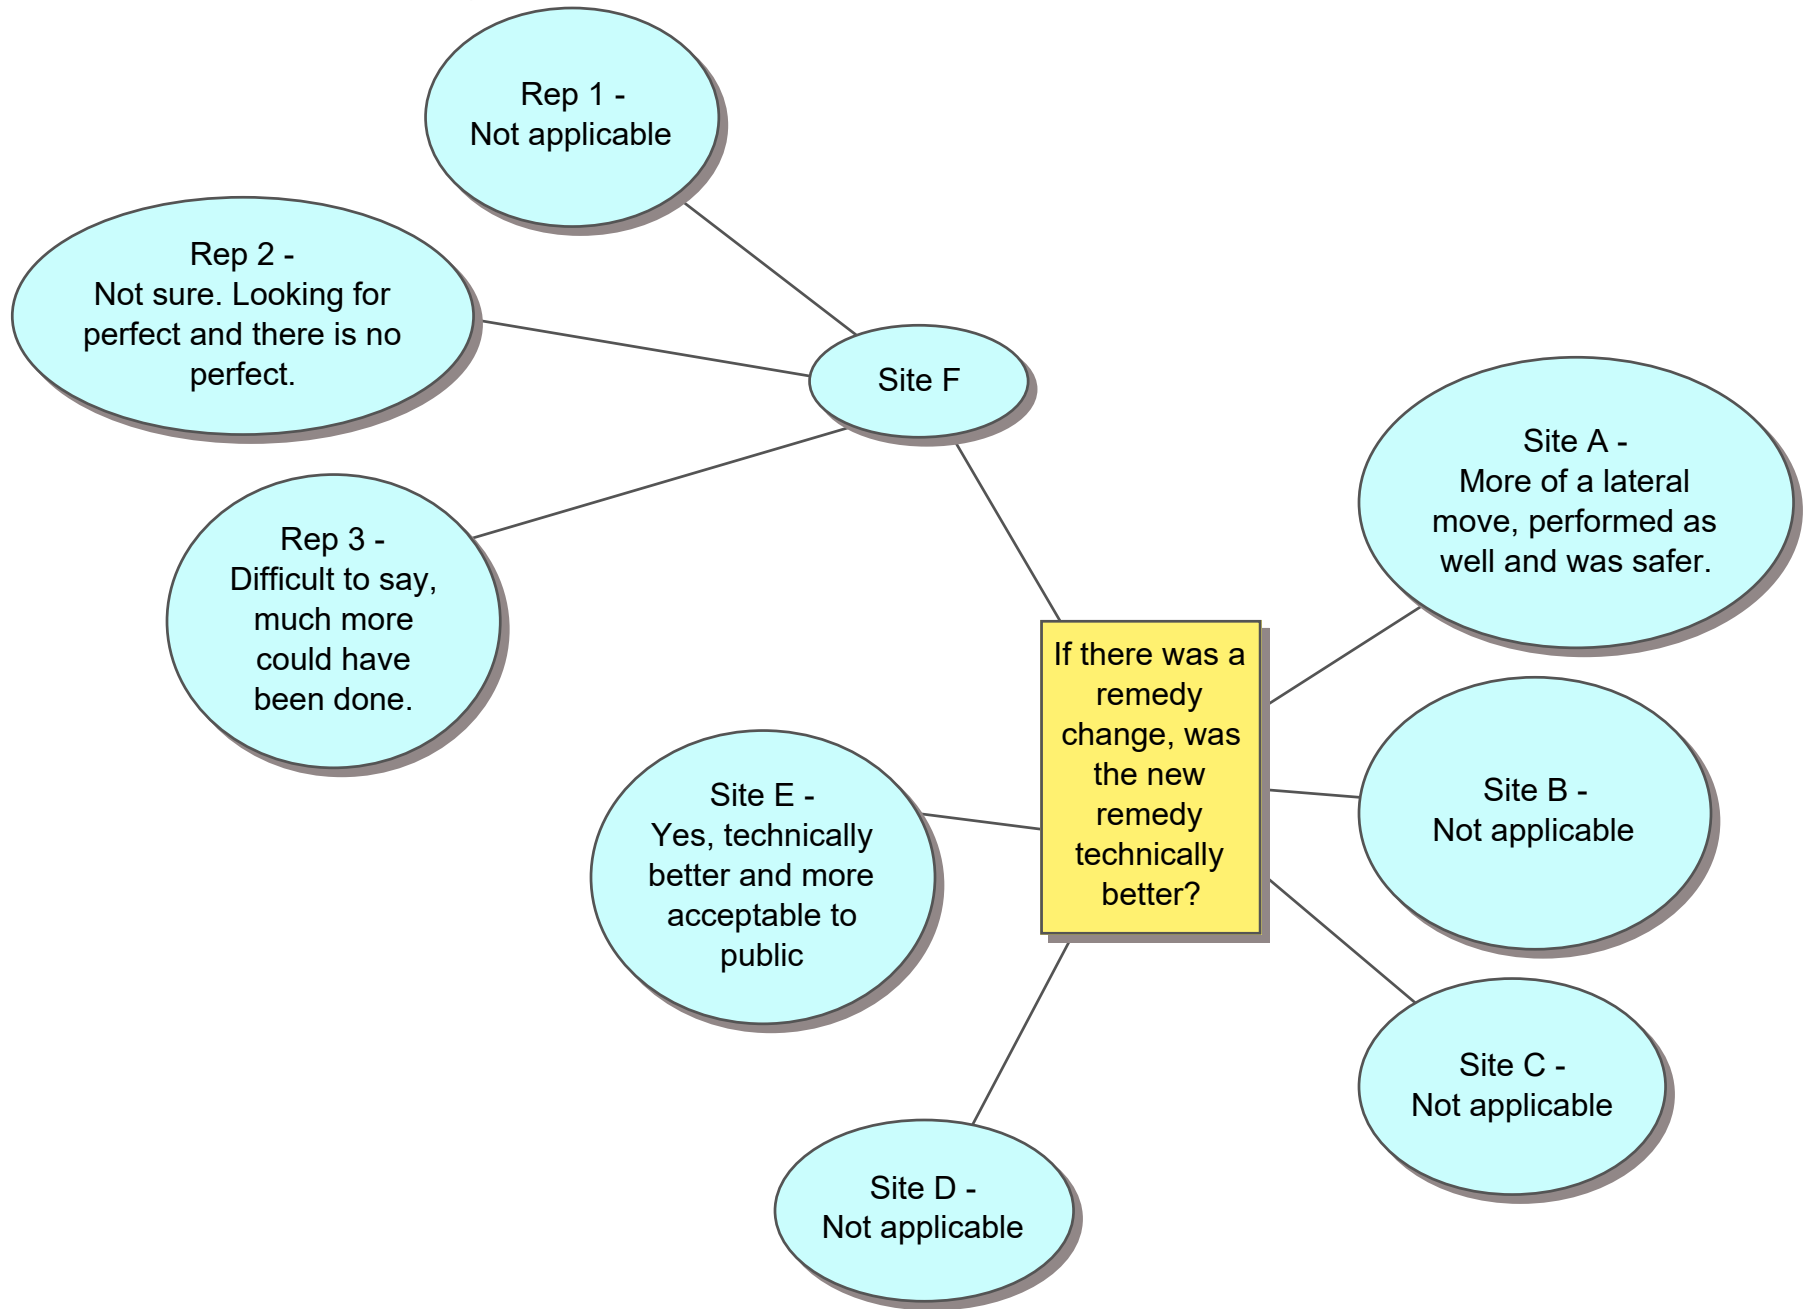 Rep 1 -
Not applicable
Rep 2 -
Not sure. Looking for
perfect and there is no
perfect.
Site F
Site A -
More of a lateral
move, performed as
well and was safer.
Rep 3 -
Difficult to say,
much more
could have
been done.
If there was a
remedy
change, was
the new
remedy
technically
better?
Site E -
Yes, technically
better and more
acceptable to
public
Site B -
Not applicable
Site C -
Not applicable
Site D -
Not applicable